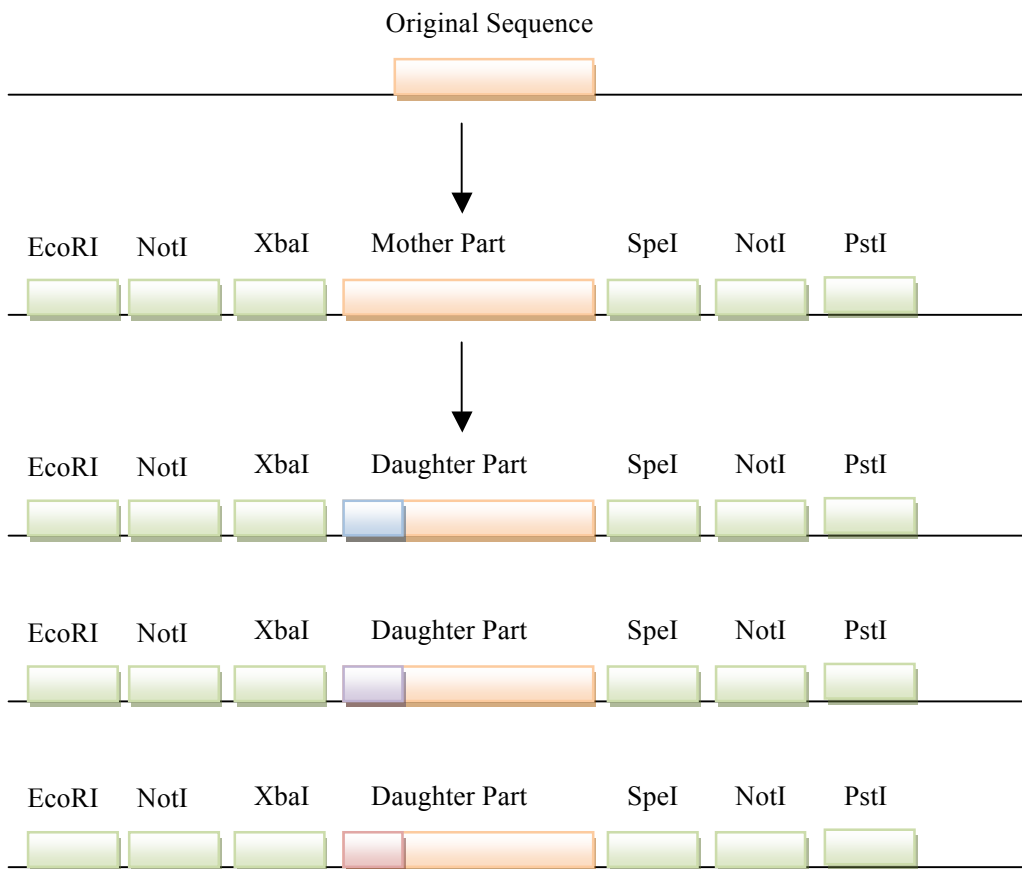 Original Sequence
EcoRI NotI XbaI Mother Part SpeI NotI PstI
EcoRI NotI XbaI Daughter Part SpeI NotI PstI
EcoRI NotI XbaI Daughter Part SpeI NotI PstI
EcoRI NotI XbaI Daughter Part SpeI NotI PstI